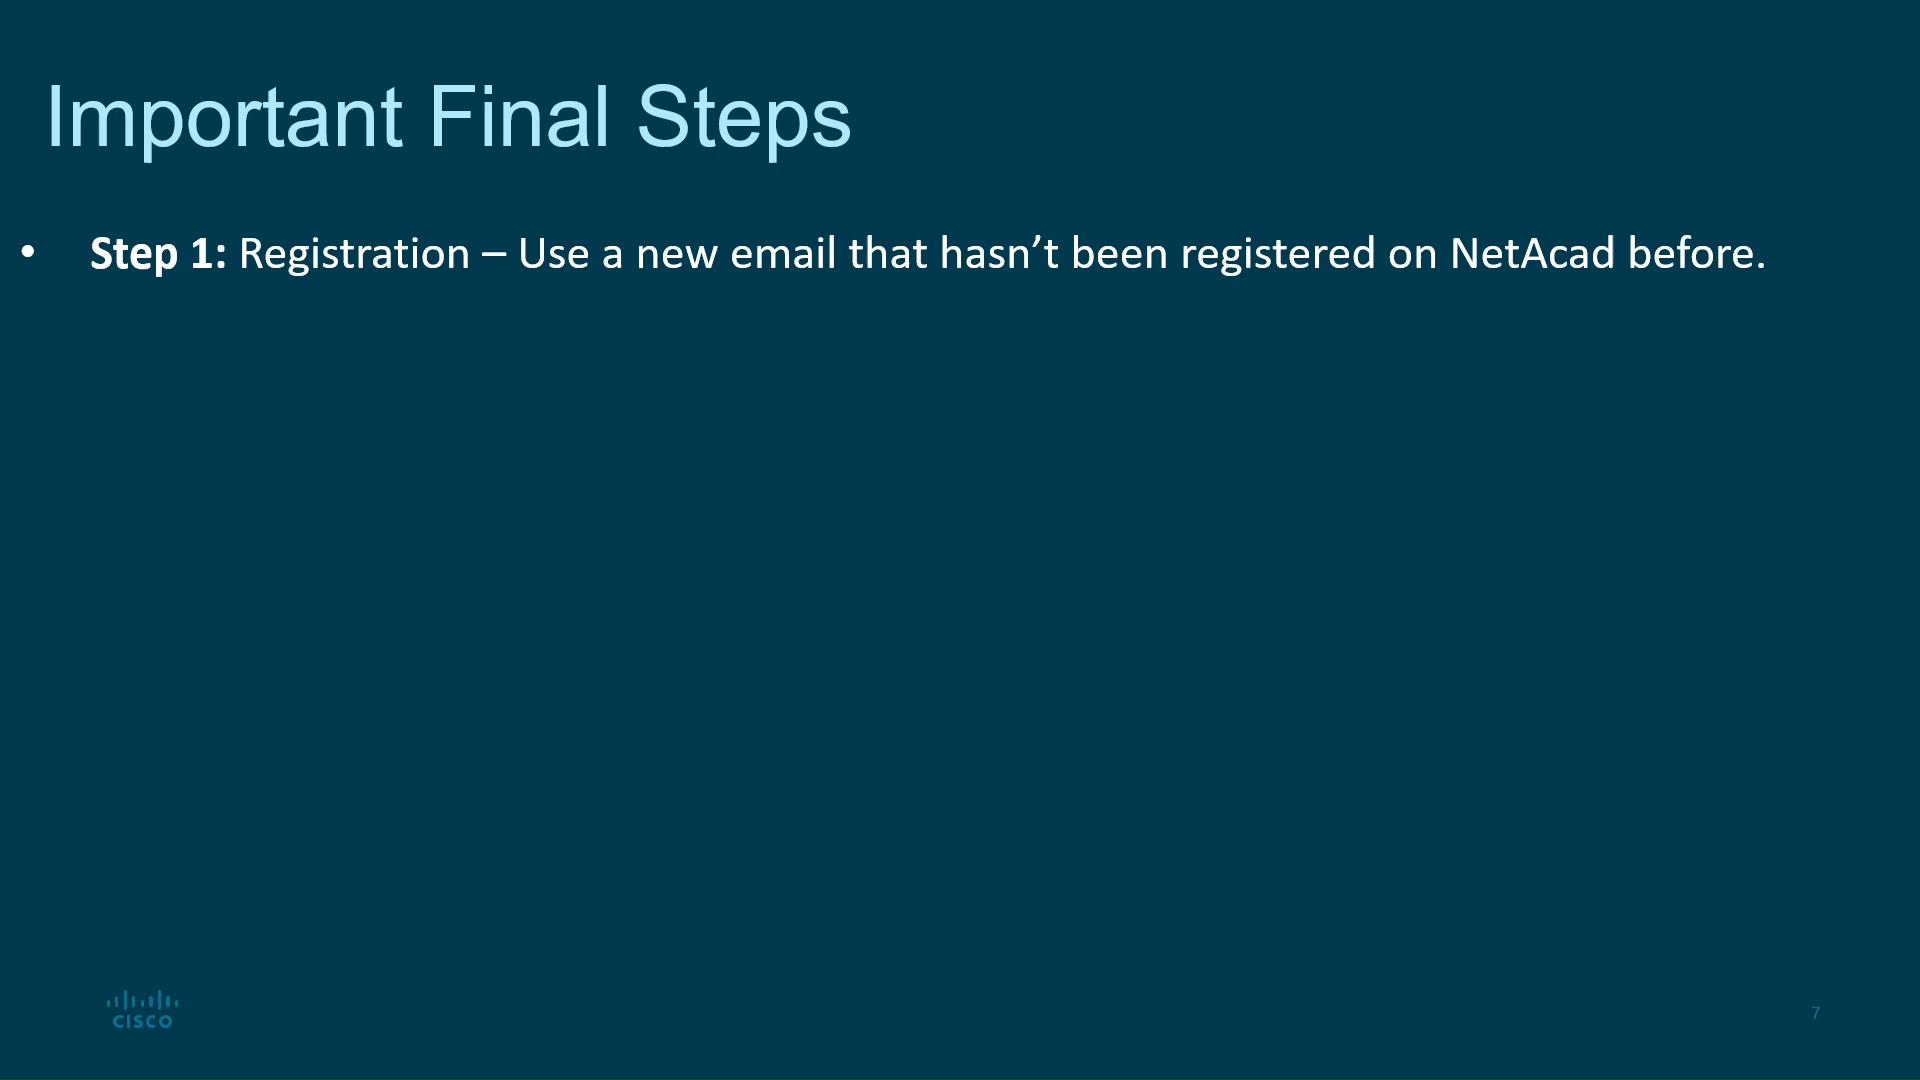 Important Final Steps
• Step 1: Registration – Use a new email that hasn’t been registered on NetAcad before.
CISCO
7